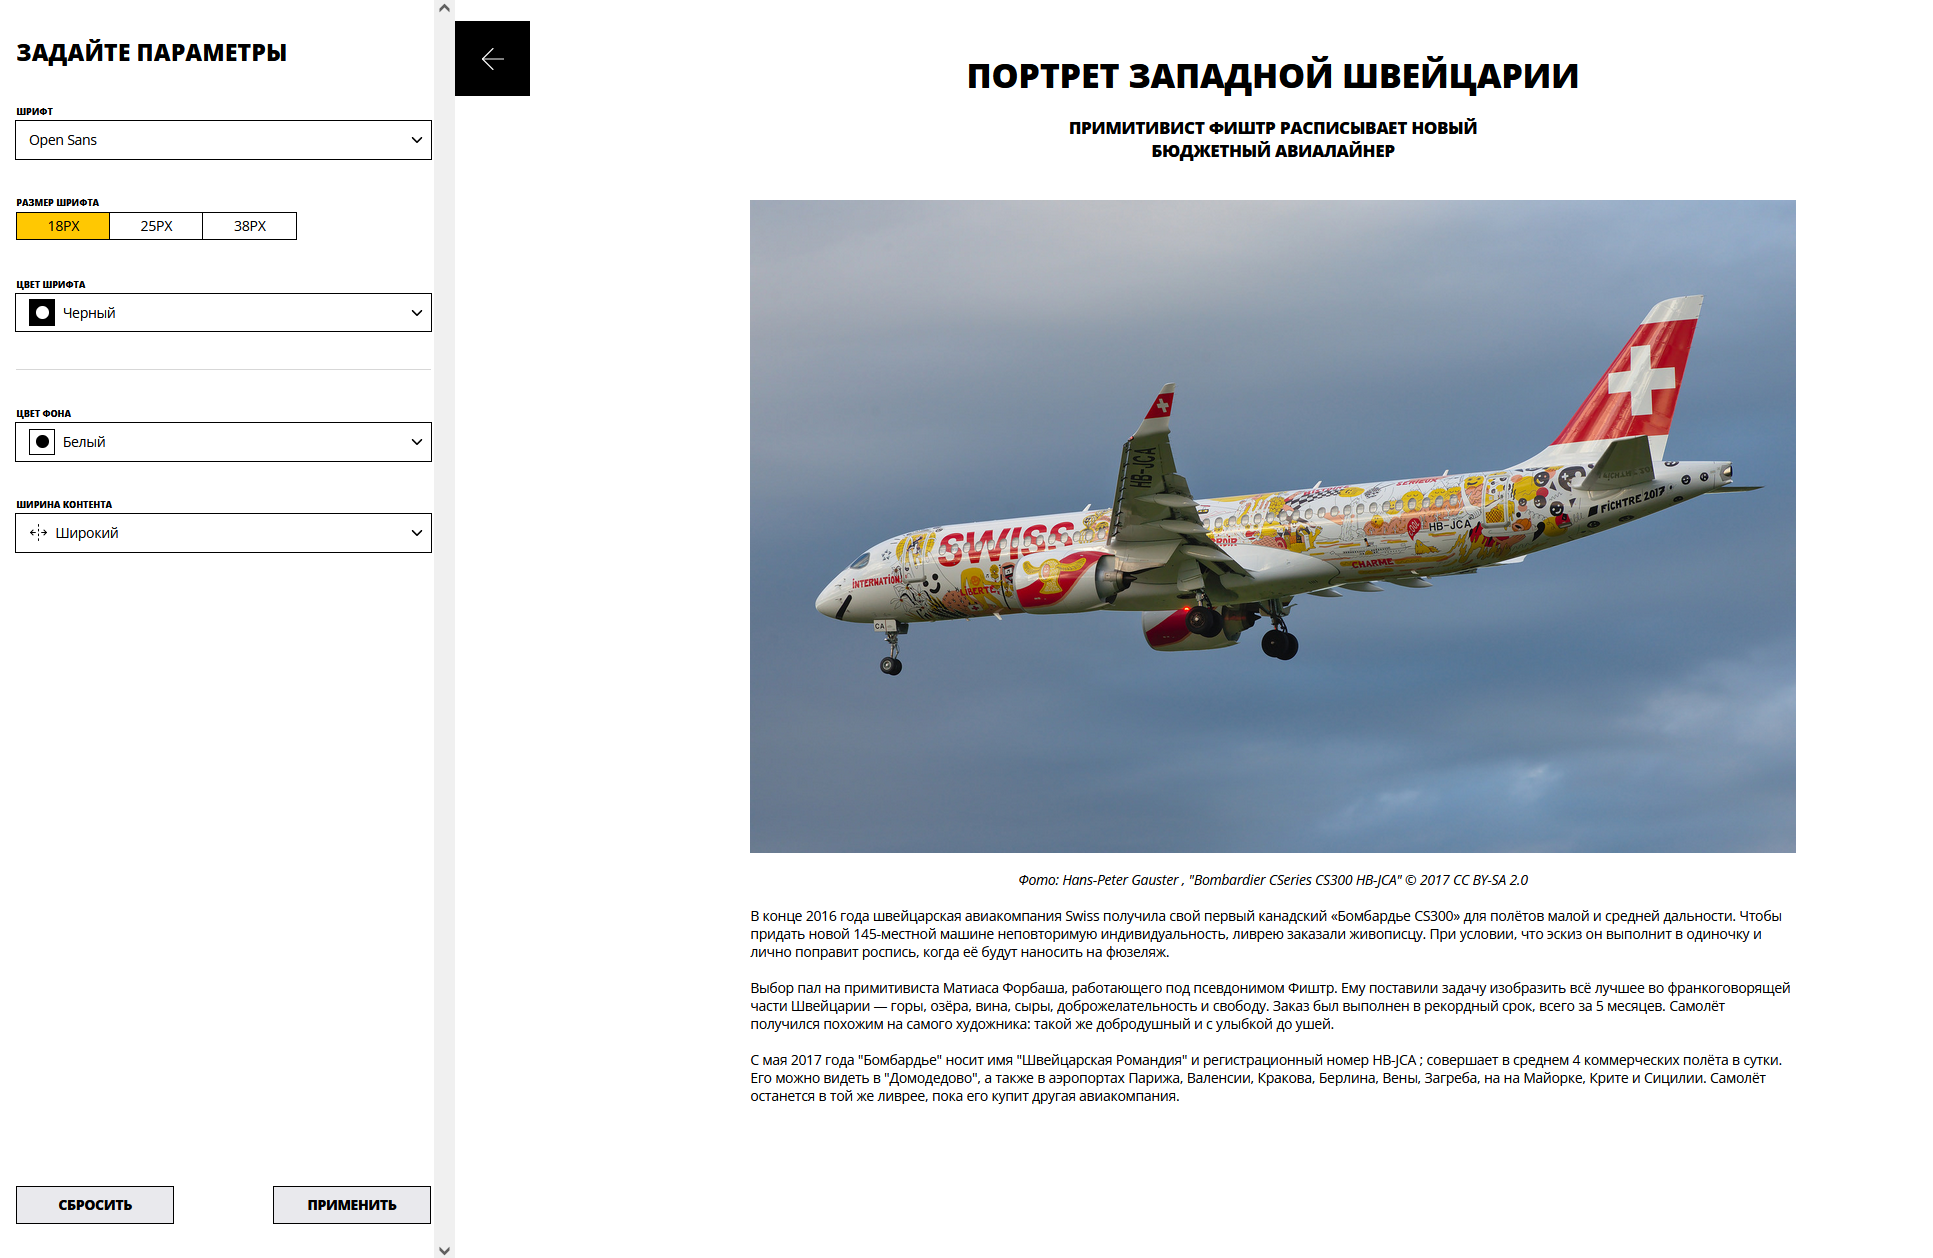 ЗАДАЙТЕ ПАРАМЕТРЫ
ШРИФТ
Open Sans
РАЗМЕР ШРИФТА
18PX 25PX 38PX
ЦВЕТ ШРИФТА
Черный
ЦВЕТ ФОНА
Белый
ШИРИНА КОНТЕНТА
Широкий
СБРОСИТЬ ПРИМЕНИТЬ
ПОРТРЕТ ЗАПАДНОЙ ШВЕЙЦАРИИ
ПРИМИТИВИСТ ФИШТР РАСПИСЫВАЕТ НОВЫЙ
БЮДЖЕТНЫЙ АВИАЛАЙНЕР
HB-JCA
SERIEUX
FICHTRE 2017
HB-JCA
SWISS
CHARME
INTERNATION
LIBERTÉ
CA
Фото: Hans-Peter Gauster , "Bombardier CSeries CS300 HB-JCA" © 2017 CC BY-SA 2.0
В конце 2016 года швейцарская авиакомпания Swiss получила свой первый канадский «Бомбардье CS300» для полётов малой и средней дальности. Чтобы
придать новой 145-местной машине неповторимую индивидуальность, ливрею заказали живописцу. При условии, что эскиз он выполнит в одиночку и
лично поправит роспись, когда её будут наносить на фюзеляж.
Выбор пал на примитивиста Матиаса Форбаша, работающего под псевдонимом Фиштр. Ему поставили задачу изобразить всё лучшее во франкоговорящей
части Швейцарии — горы, озёра, вина, сыры, доброжелательность и свободу. Заказ был выполнен в рекордный срок, всего за 5 месяцев. Самолёт
получился похожим на самого художника: такой же добродушный и с улыбкой до ушей.
С мая 2017 года "Бомбардье" носит имя "Швейцарская Романдия" и регистрационный номер HB-JCA ; совершает в среднем 4 коммерческих полёта в сутки.
Его можно видеть в "Домодедово", а также в аэропортах Парижа, Валенсии, Кракова, Берлина, Вены, Загреба, на на Майорке, Крите и Сицилии. Самолёт
останется в той же ливрее, пока его купит другая авиакомпания.